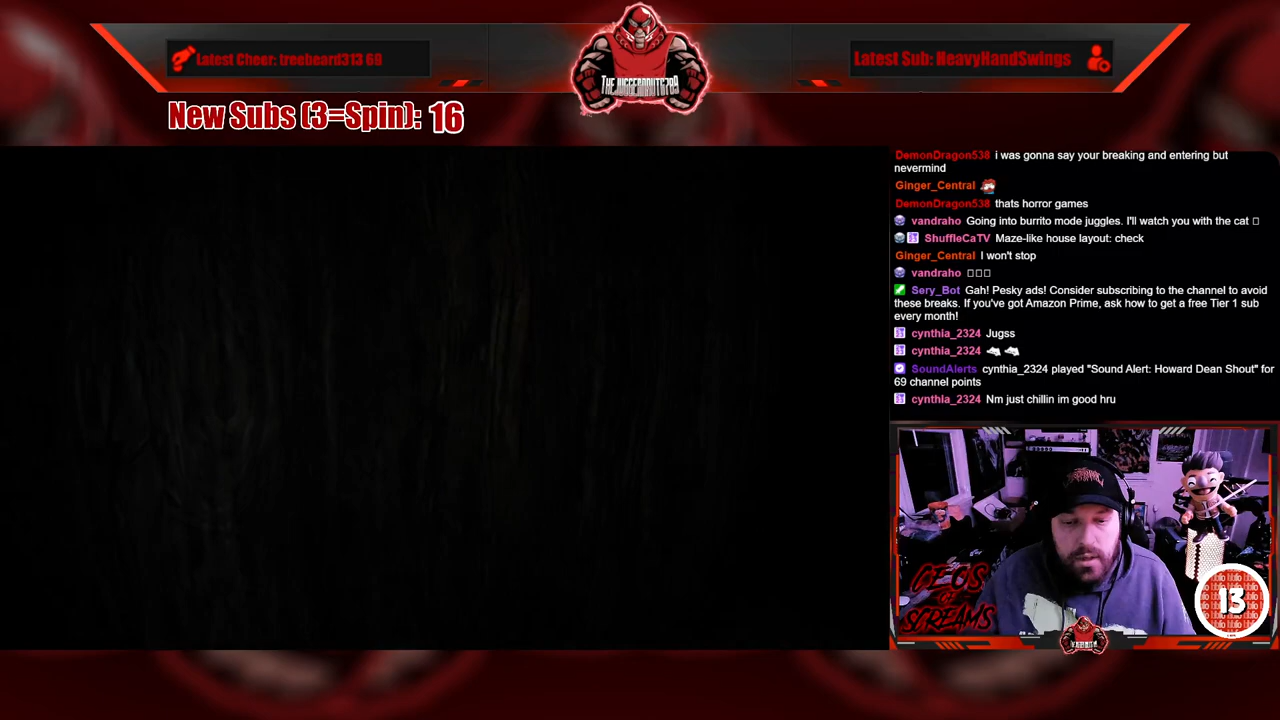 Latest Cheer: treebeard313 69
THEJUGGERNAUT6789
Latest Sub: HeavyHandSwings
New Subs (3=Spin): 16
DemonDragon538 i was gonna say your breaking and entering but
nevermind
Ginger_Central
DemonDragon538 thats horror games
vandraho Going into burrito mode juggles. I'll watch you with the cat
ShuffleCaTV Maze-like house layout: check
Ginger_Central I won't stop
vandraho
Sery_Bot Gah! Pesky ads! Consider subscribing to the channel to avoid
these breaks. If you've got Amazon Prime, ask how to get a free Tier 1 sub
every month!
cynthia_2324 Jugss
cynthia_2324
SoundAlerts cynthia_2324 played "Sound Alert: Howard Dean Shout" for
69 channel points
cynthia_2324 Nm just chillin im good hru
SCREAMS
13